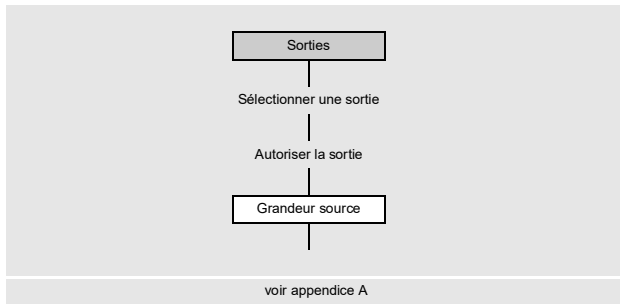 Sorties
Sélectionner une sortie
Autoriser la sortie
Grandeur source
voir appendice A